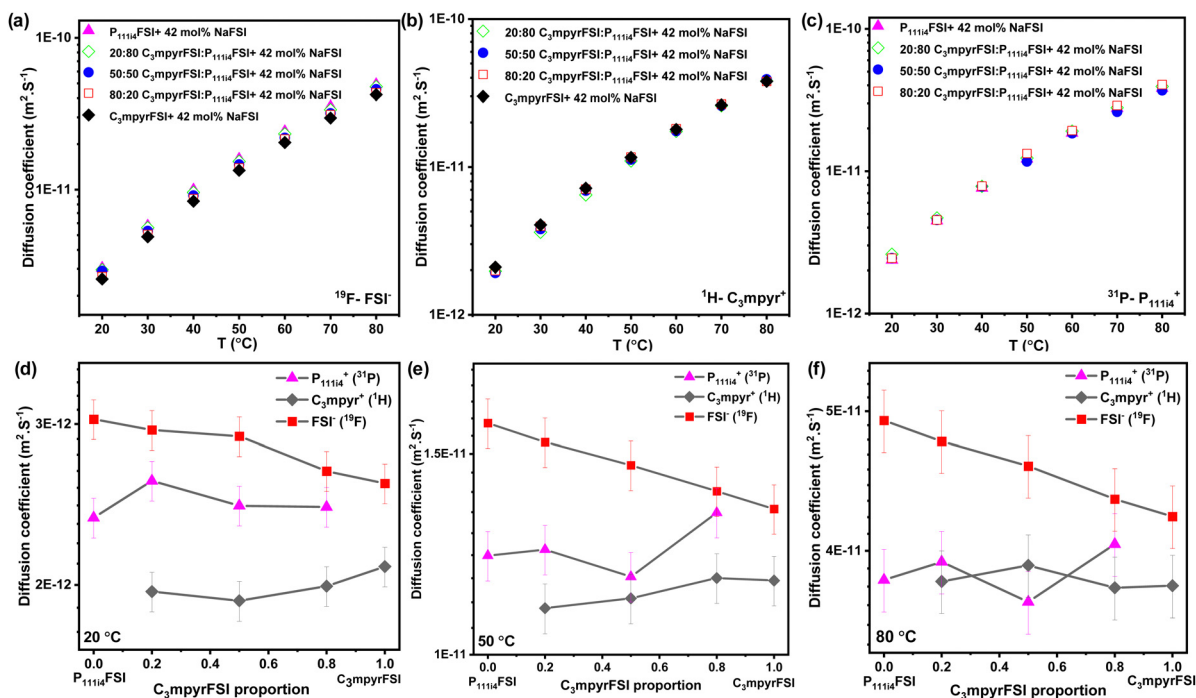 (a)
P₁₁₁ᵢ₄FSI+ 42 mol% NaFSI
20:80 C₃mpyrFSI:P₁₁₁ᵢ₄FSI+ 42 mol% NaFSI
50:50 C₃mpyrFSI:P₁₁₁ᵢ₄FSI+ 42 mol% NaFSI
80:20 C₃mpyrFSI:P₁₁₁ᵢ₄FSI+ 42 mol% NaFSI
C₃mpyrFSI+ 42 mol% NaFSI
1E-10
1E-11
Diffusion coefficient (m².S⁻¹)
¹⁹F- FSI⁻
20 30 40 50 60 70 80
T (°C)
(b)
20:80 C₃mpyrFSI:P₁₁₁ᵢ₄FSI+ 42 mol% NaFSI
50:50 C₃mpyrFSI:P₁₁₁ᵢ₄FSI+ 42 mol% NaFSI
80:20 C₃mpyrFSI:P₁₁₁ᵢ₄FSI+ 42 mol% NaFSI
C₃mpyrFSI+ 42 mol% NaFSI
1E-10
1E-11
1E-12
Diffusion coefficient (m².S⁻¹)
¹H- C₃mpyr⁺
20 30 40 50 60 70 80
T (°C)
(c)
P₁₁₁ᵢ₄FSI+ 42 mol% NaFSI
20:80 C₃mpyrFSI:P₁₁₁ᵢ₄FSI+ 42 mol% NaFSI
50:50 C₃mpyrFSI:P₁₁₁ᵢ₄FSI+ 42 mol% NaFSI
80:20 C₃mpyrFSI:P₁₁₁ᵢ₄FSI+ 42 mol% NaFSI
1E-10
1E-11
1E-12
Diffusion coefficient (m².S⁻¹)
³¹P- P₁₁₁ᵢ₄⁺
20 30 40 50 60 70 80
T (°C)
(d)
P₁₁₁ᵢ₄⁺ (³¹P)
C₃mpyr⁺ (¹H)
FSI⁻ (¹⁹F)
3E-12
2E-12
Diffusion coefficient (m².S⁻¹)
20 °C
0.0 0.2 0.4 0.6 0.8 1.0
P₁₁₁ᵢ₄FSI C₃mpyrFSI
C₃mpyrFSI proportion
(e)
P₁₁₁ᵢ₄⁺ (³¹P)
C₃mpyr⁺ (¹H)
FSI⁻ (¹⁹F)
1.5E-11
1E-11
Diffusion coefficient (m².S⁻¹)
50 °C
0.0 0.2 0.4 0.6 0.8 1.0
P₁₁₁ᵢ₄FSI C₃mpyrFSI
C₃mpyrFSI proportion
(f)
P₁₁₁ᵢ₄⁺ (³¹P)
C₃mpyr⁺ (¹H)
FSI⁻ (¹⁹F)
5E-11
4E-11
Diffusion coefficient (m².S⁻¹)
80 °C
0.0 0.2 0.4 0.6 0.8 1.0
P₁₁₁ᵢ₄FSI C₃mpyrFSI
C₃mpyrFSI proportion